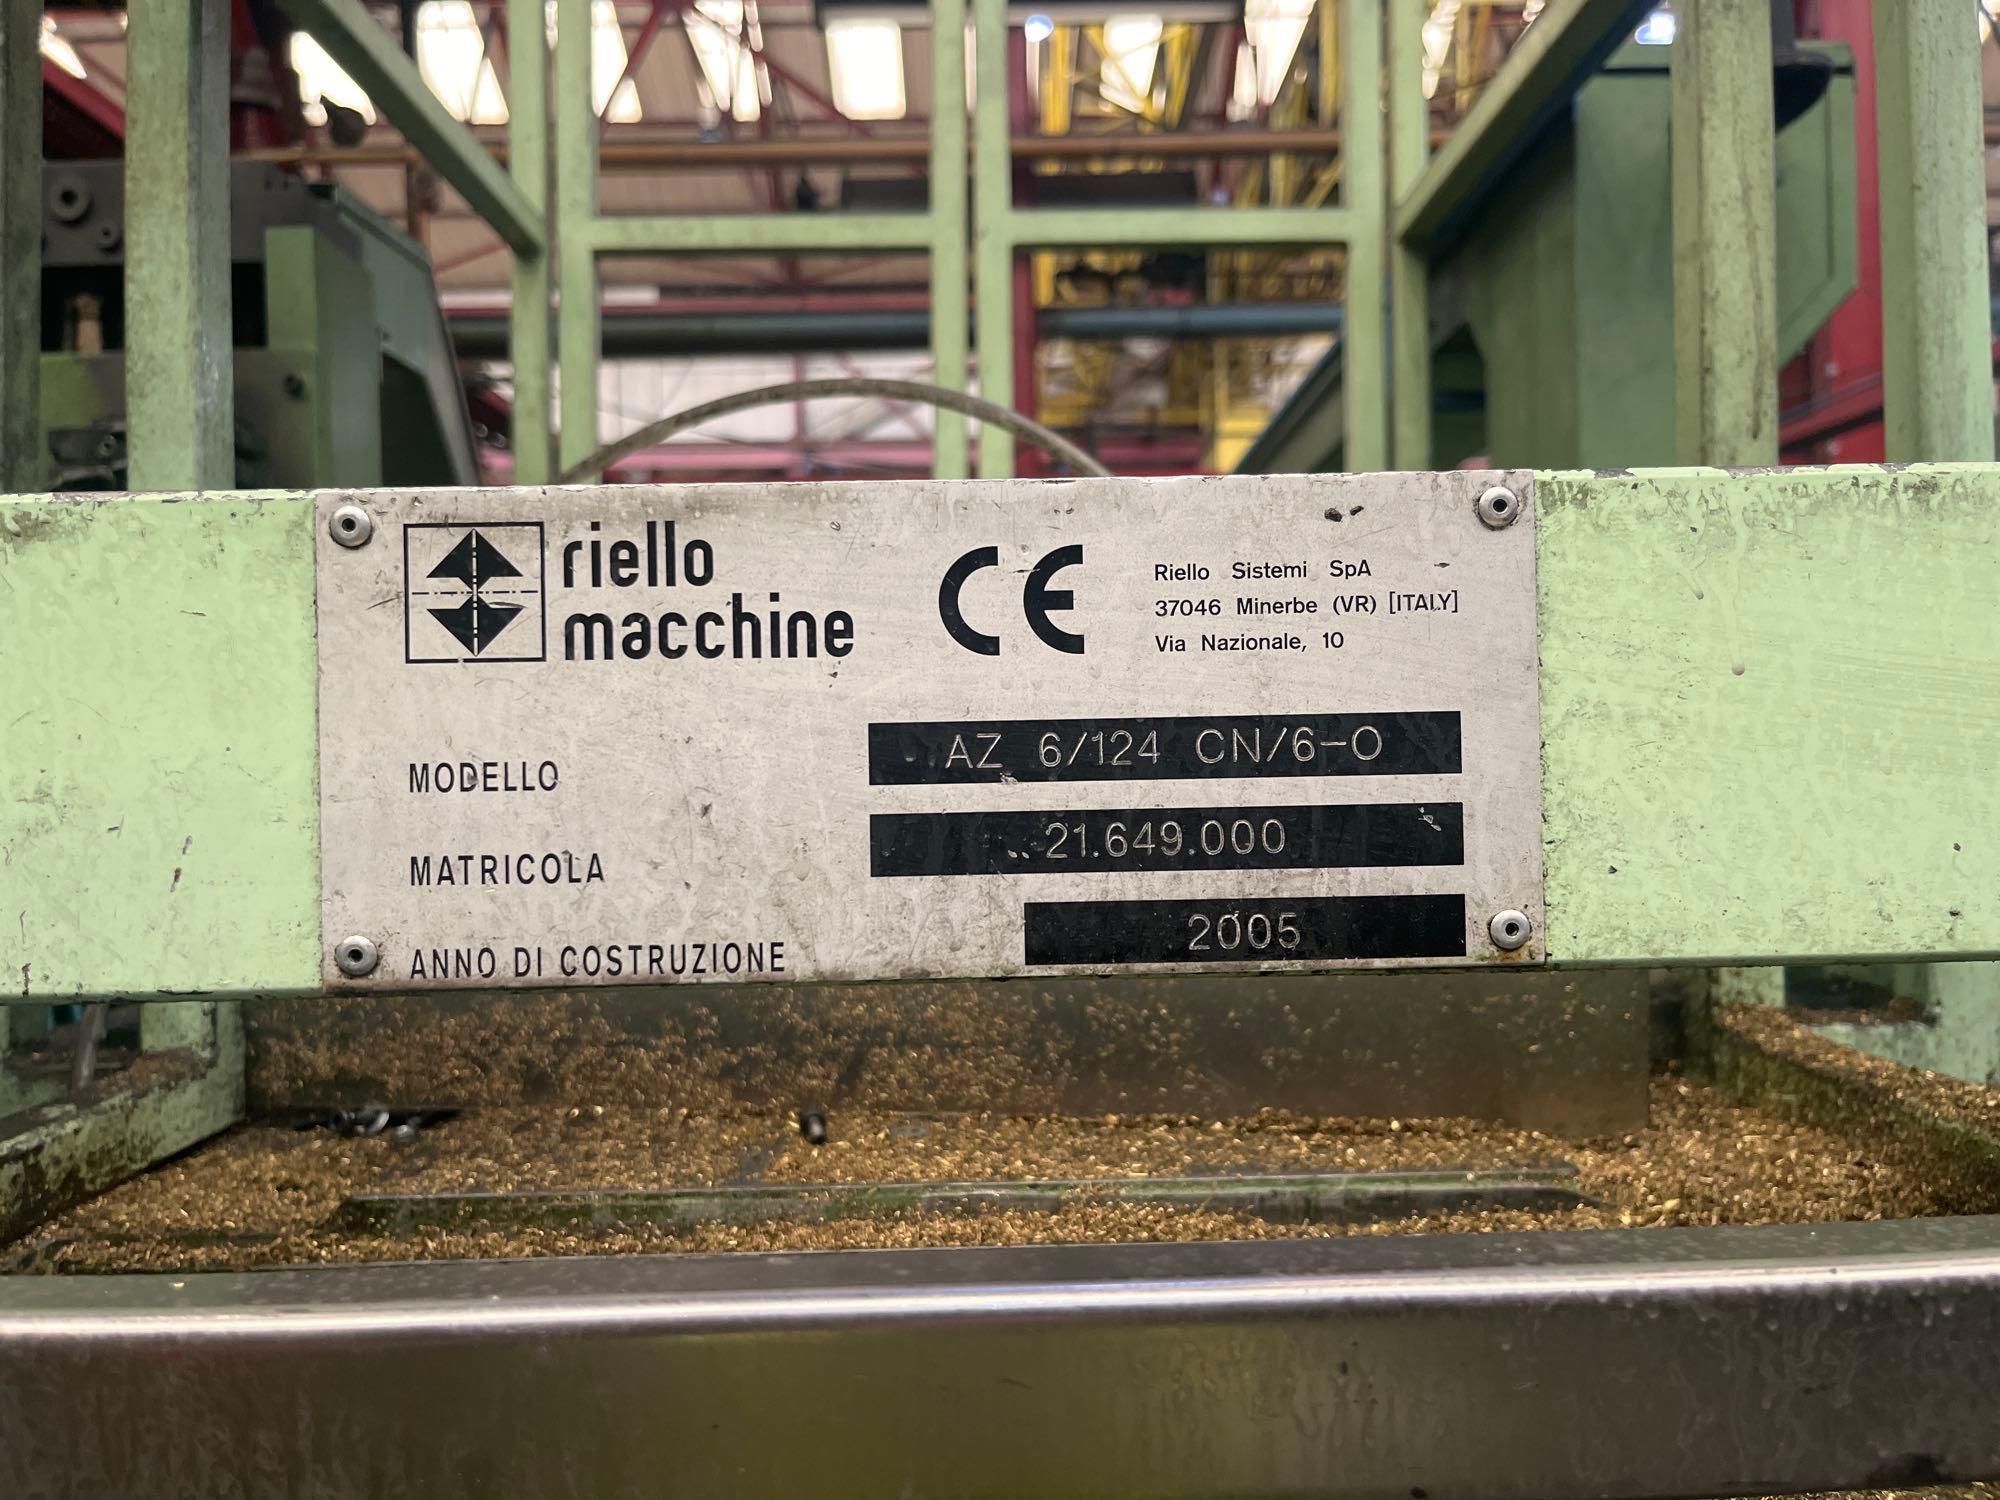 riello
macchine
CE
Riello Sistemi SpA
37046 Minerbe (VR) [ITALY]
Via Nazionale, 10
MODELLO AZ 6/124 CN/6-O
MATRICOLA 21.649.000
ANNO DI COSTRUZIONE 2005